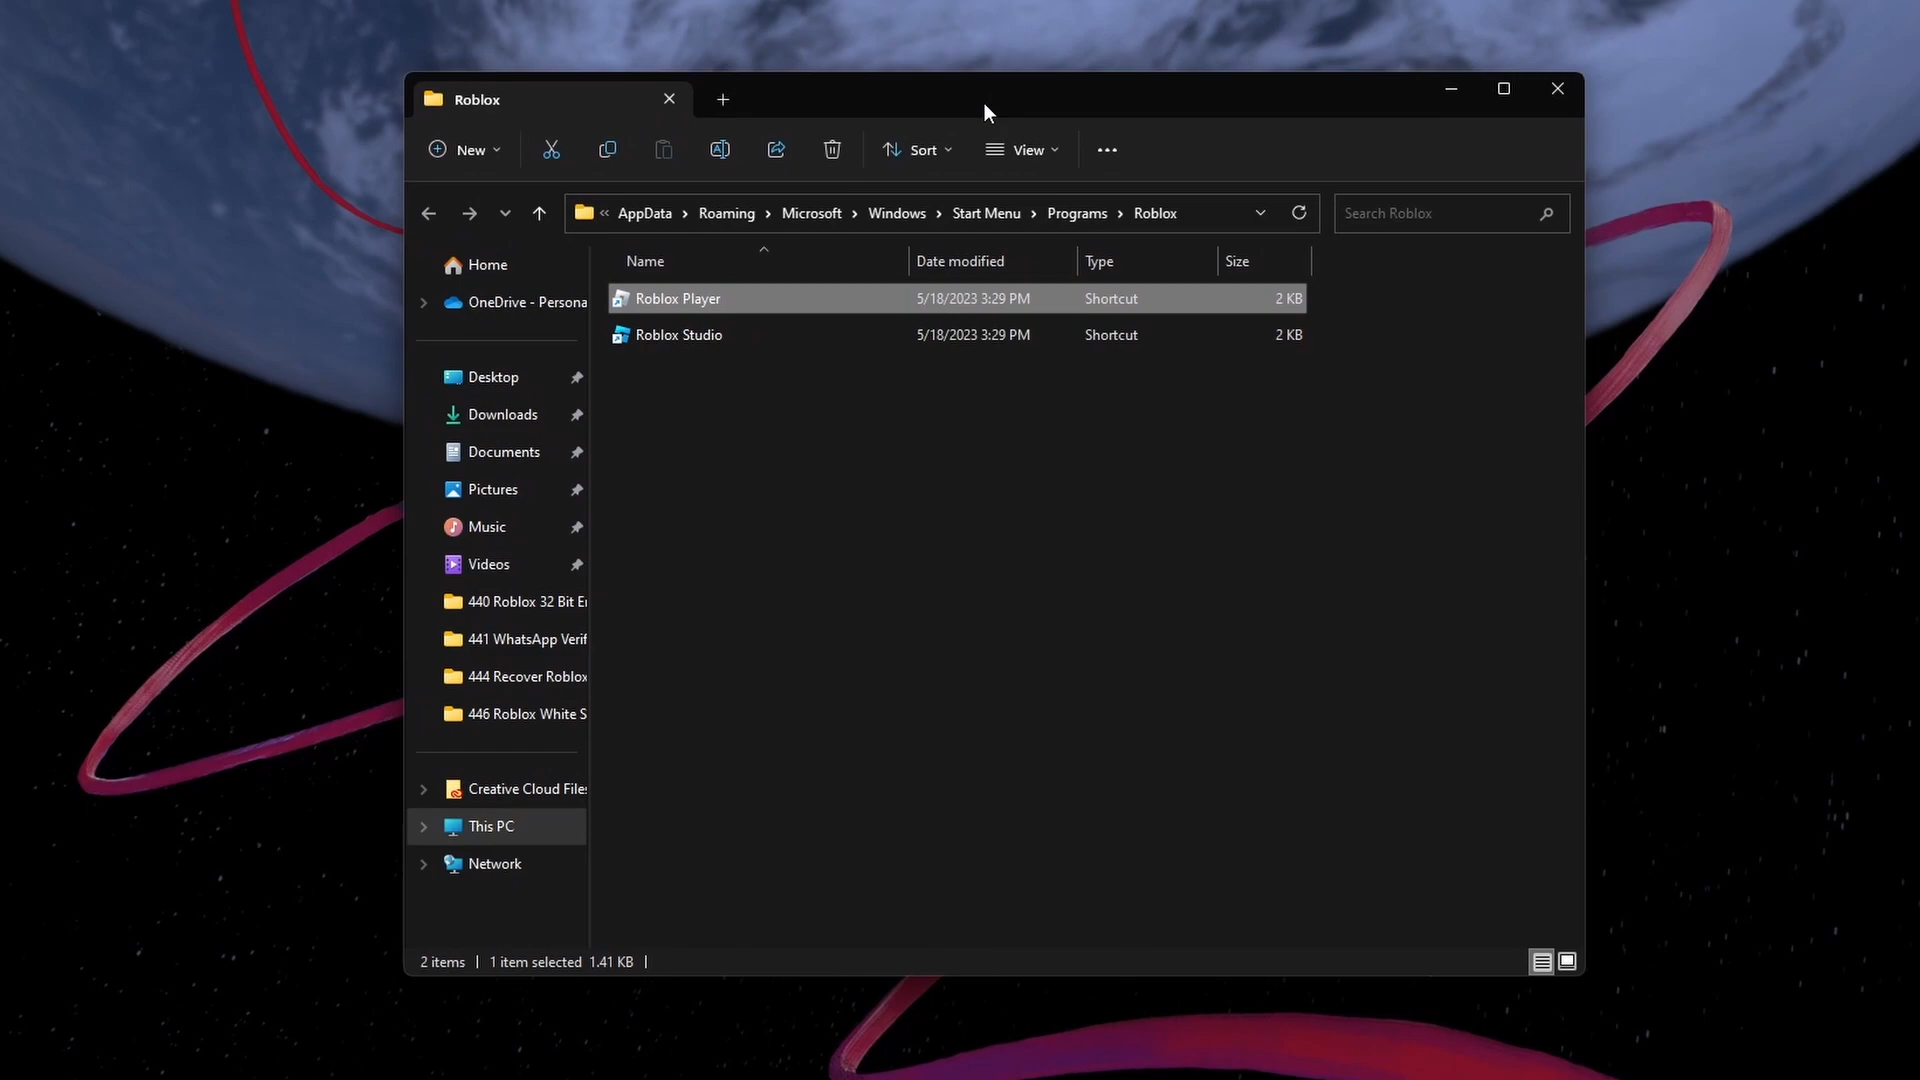 Roblox
New
Sort
View
AppData > Roaming > Microsoft > Windows > Start Menu > Programs > Roblox
Search Roblox
Home
OneDrive - Persona
Desktop
Downloads
Documents
Pictures
Music
Videos
440 Roblox 32 Bit Er
441 WhatsApp Verif
444 Recover Roblox
446 Roblox White S
Creative Cloud Files
This PC
Network
Name Date modified Type Size
Roblox Player 5/18/2023 3:29 PM Shortcut 2 KB
Roblox Studio 5/18/2023 3:29 PM Shortcut 2 KB
2 items | 1 item selected 1.41 KB |